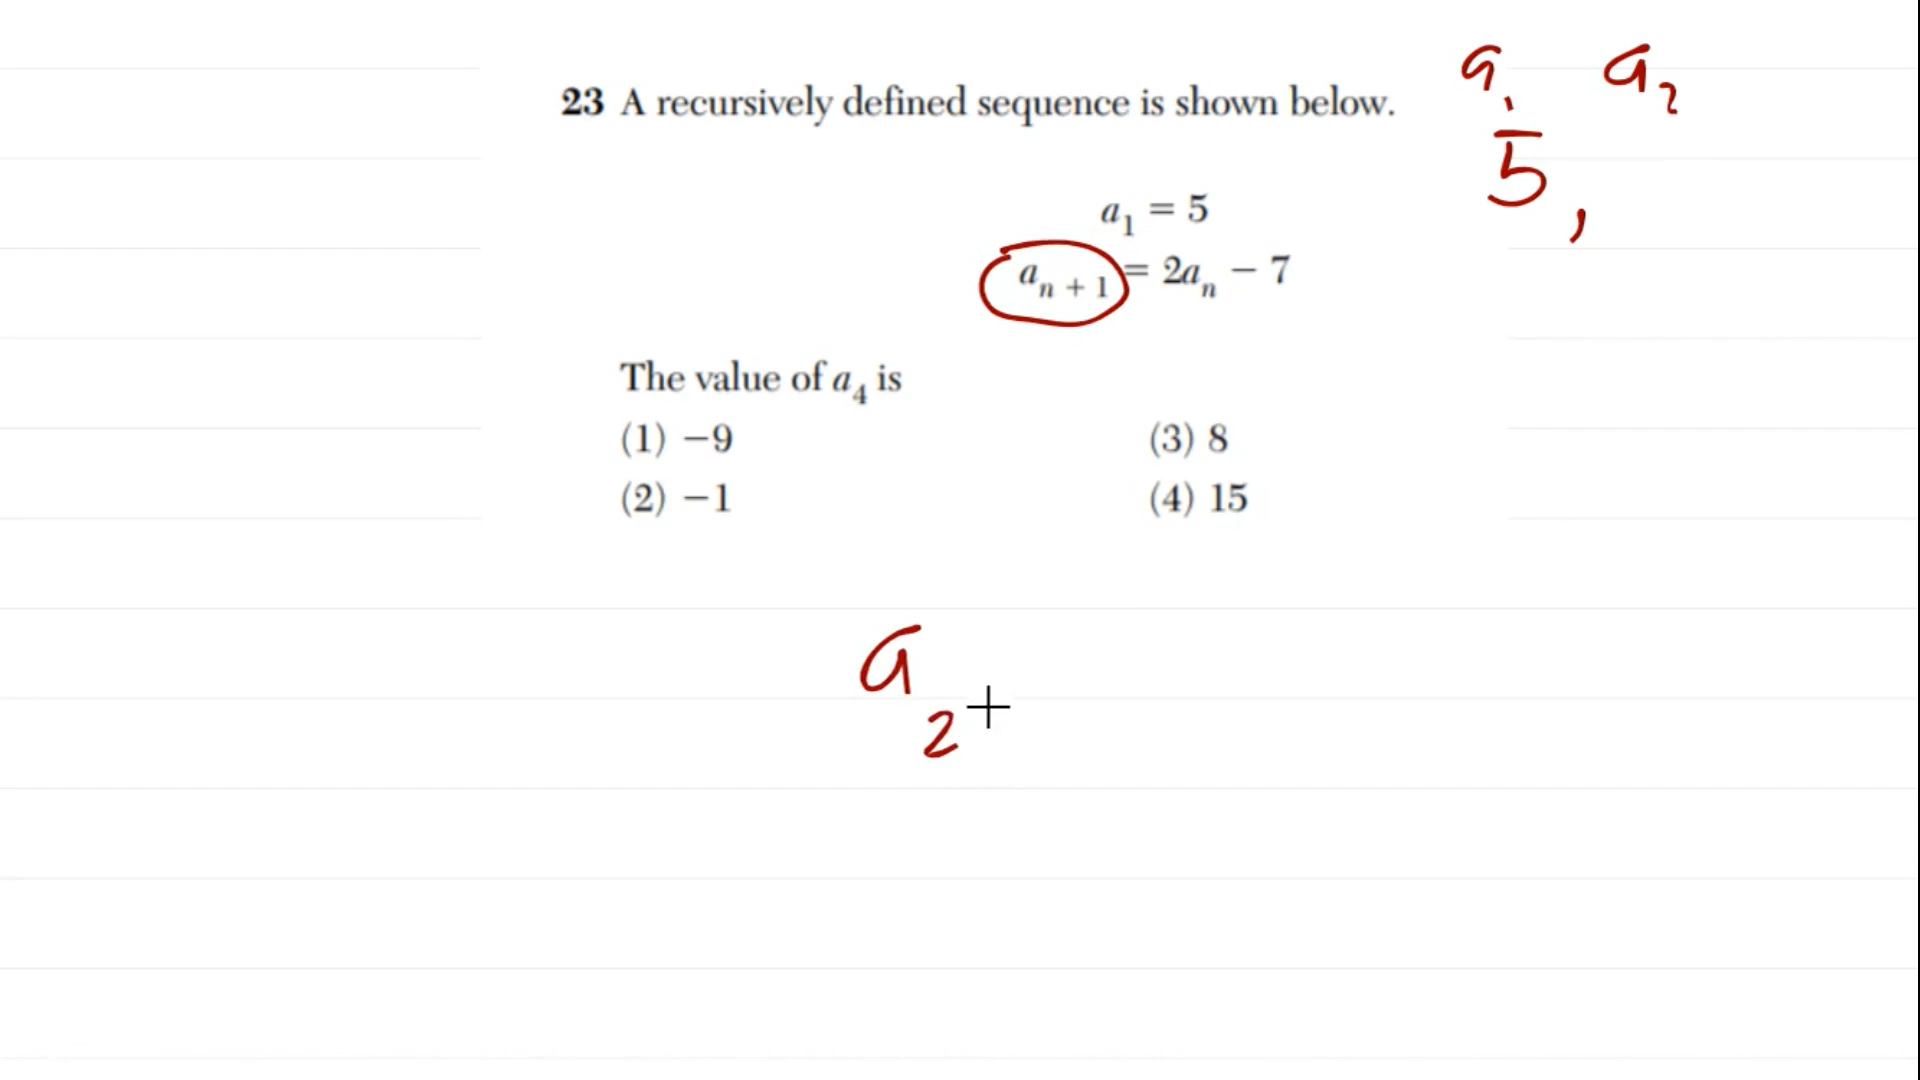 23 A recursively defined sequence is shown below.
a₁ a₂
5,
a₁ = 5
aₙ₊₁ = 2aₙ − 7
The value of a₄ is
(1) −9 (3) 8
(2) −1 (4) 15
a₂